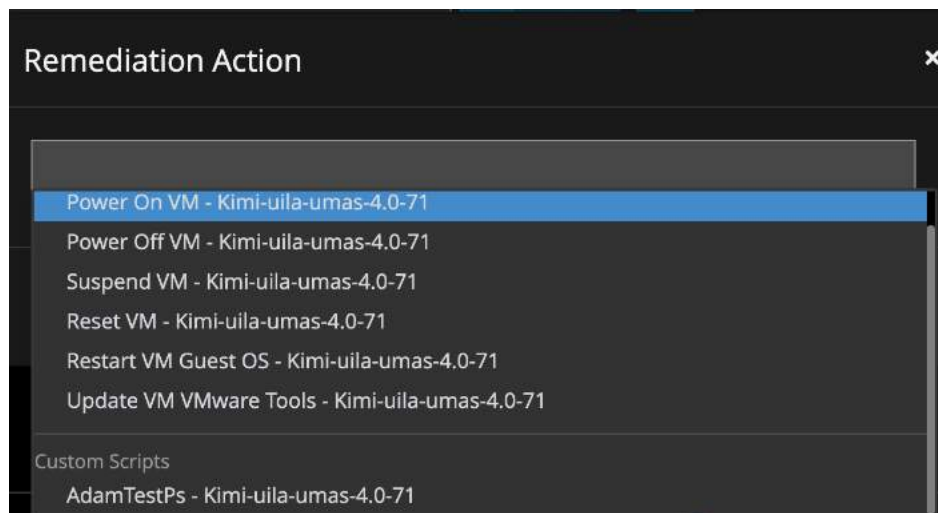 Remediation Action
Power On VM - Kimi-uila-umas-4.0-71
Power Off VM - Kimi-uila-umas-4.0-71
Suspend VM - Kimi-uila-umas-4.0-71
Reset VM - Kimi-uila-umas-4.0-71
Restart VM Guest OS - Kimi-uila-umas-4.0-71
Update VM VMware Tools - Kimi-uila-umas-4.0-71
Custom Scripts
AdamTestPs - Kimi-uila-umas-4.0-71